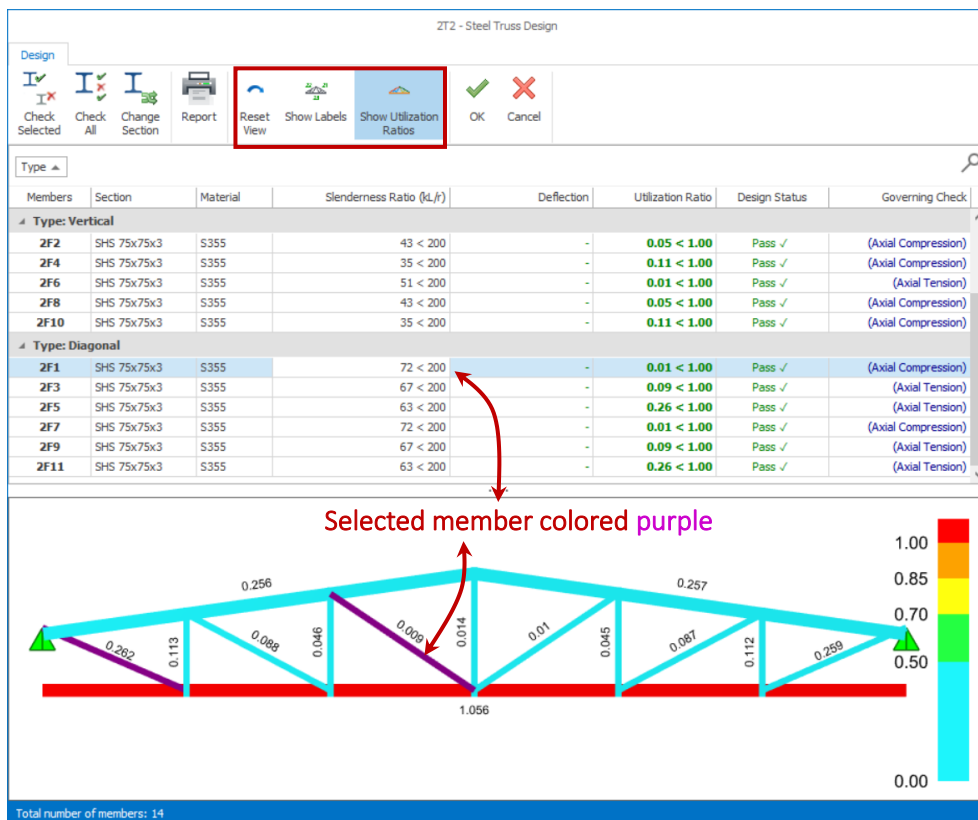 2T2 - Steel Truss Design
Design
Check Selected
Check All
Change Section
Report
Reset View
Show Labels
Show Utilization Ratios
OK
Cancel
Type
Members Section Material Slenderness Ratio (kL/r) Deflection Utilization Ratio Design Status Governing Check
Type: Vertical
2F2 SHS 75x75x3 S355 43 < 200 - 0.05 < 1.00 Pass ✓ (Axial Compression)
2F4 SHS 75x75x3 S355 35 < 200 - 0.11 < 1.00 Pass ✓ (Axial Compression)
2F6 SHS 75x75x3 S355 51 < 200 - 0.01 < 1.00 Pass ✓ (Axial Tension)
2F8 SHS 75x75x3 S355 43 < 200 - 0.05 < 1.00 Pass ✓ (Axial Compression)
2F10 SHS 75x75x3 S355 35 < 200 - 0.11 < 1.00 Pass ✓ (Axial Compression)
Type: Diagonal
2F1 SHS 75x75x3 S355 72 < 200 - 0.01 < 1.00 Pass ✓ (Axial Compression)
2F3 SHS 75x75x3 S355 67 < 200 - 0.09 < 1.00 Pass ✓ (Axial Tension)
2F5 SHS 75x75x3 S355 63 < 200 - 0.26 < 1.00 Pass ✓ (Axial Tension)
2F7 SHS 75x75x3 S355 72 < 200 - 0.01 < 1.00 Pass ✓ (Axial Compression)
2F9 SHS 75x75x3 S355 67 < 200 - 0.09 < 1.00 Pass ✓ (Axial Tension)
2F11 SHS 75x75x3 S355 63 < 200 - 0.26 < 1.00 Pass ✓ (Axial Tension)
Selected member colored purple
0.256
0.257
0.262
0.113
0.088
0.046
0.009
0.014
0.01
0.045
0.087
0.112
0.259
1.056
1.00
0.85
0.70
0.50
0.00
Total number of members: 14